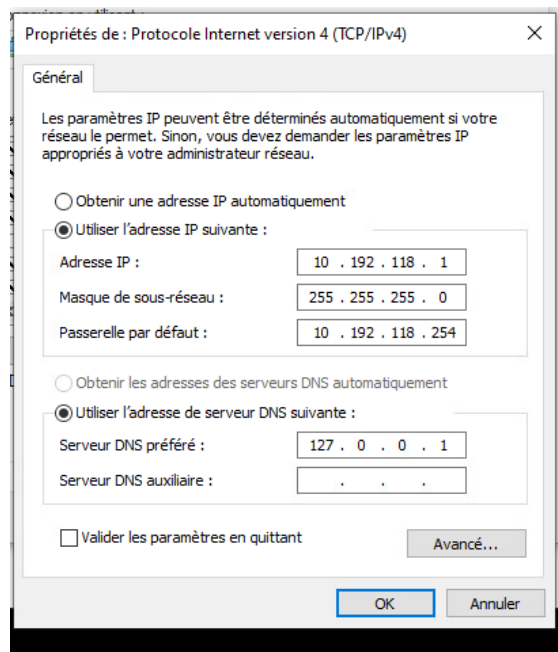 Propriétés de : Protocole Internet version 4 (TCP/IPv4)
Général
Les paramètres IP peuvent être déterminés automatiquement si votre
réseau le permet. Sinon, vous devez demander les paramètres IP
appropriés à votre administrateur réseau.
Obtenir une adresse IP automatiquement
Utiliser l'adresse IP suivante :
Adresse IP : 10 . 192 . 118 . 1
Masque de sous-réseau : 255 . 255 . 255 . 0
Passerelle par défaut : 10 . 192 . 118 . 254
Obtenir les adresses des serveurs DNS automatiquement
Utiliser l'adresse de serveur DNS suivante :
Serveur DNS préféré : 127 . 0 . 0 . 1
Serveur DNS auxiliaire : . . .
Valider les paramètres en quittant
Avancé...
OK Annuler